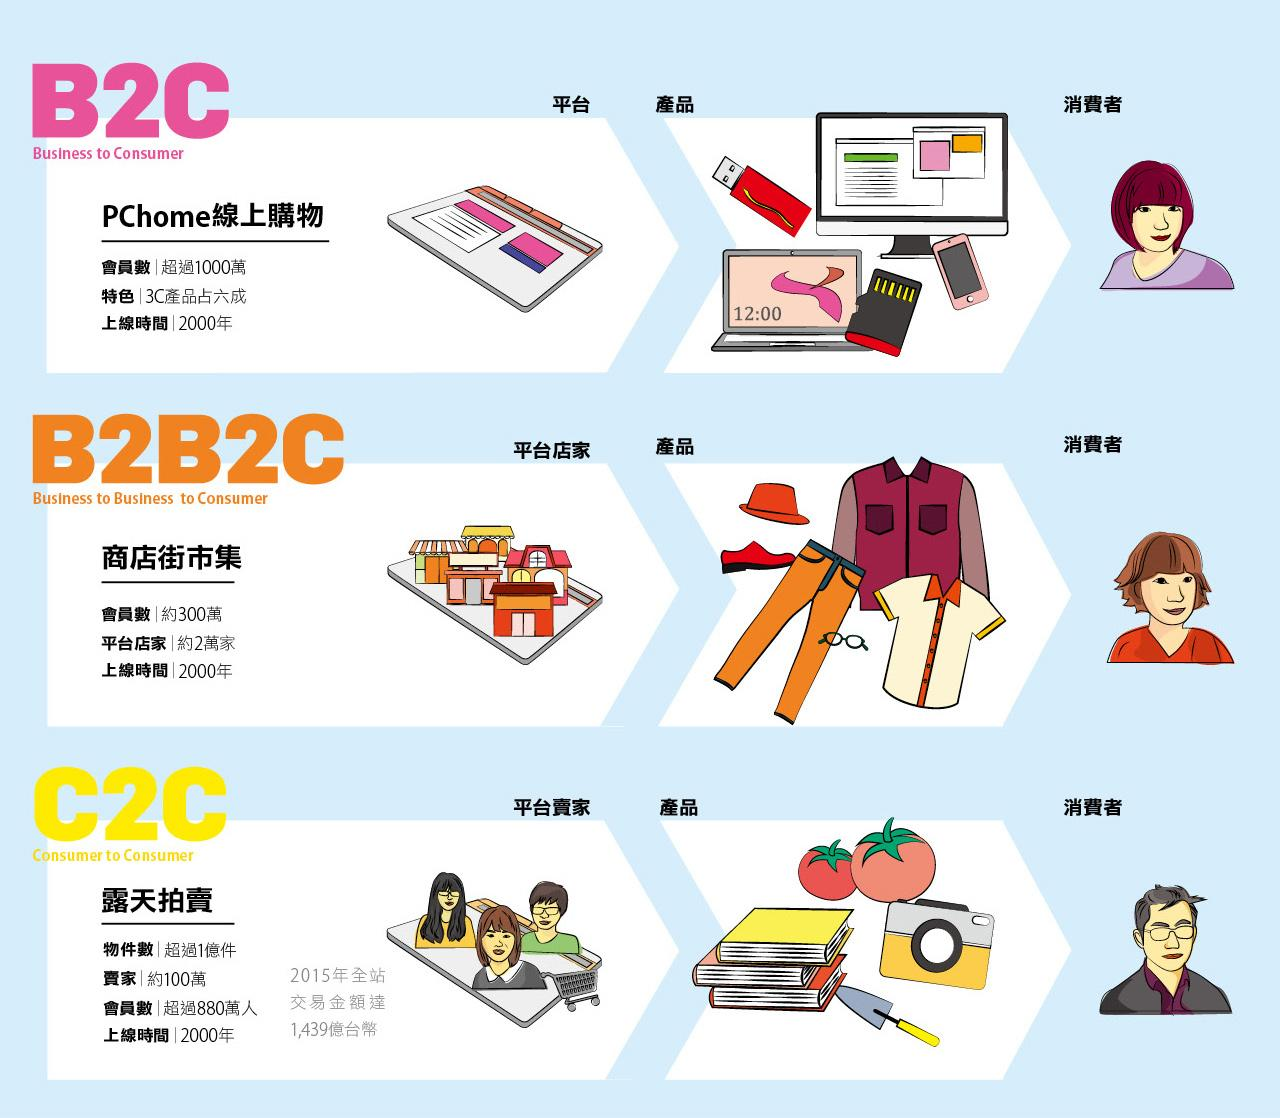 B2C
Business to Consumer
平台
產品
消費者
PChome線上購物
會員數|超過1000萬
特色|3C產品占六成
上線時間|2000年
12:00
B2B2C
Business to Business to Consumer
平台店家
產品
消費者
商店街市集
會員數|約300萬
平台店家|約2萬家
上線時間|2000年
C2C
Consumer to Consumer
平台賣家
產品
消費者
露天拍賣
物件數|超過1億件
賣家|約100萬
會員數|超過880萬人
上線時間|2000年
2015年全站
交易金額達
1,439億台幣